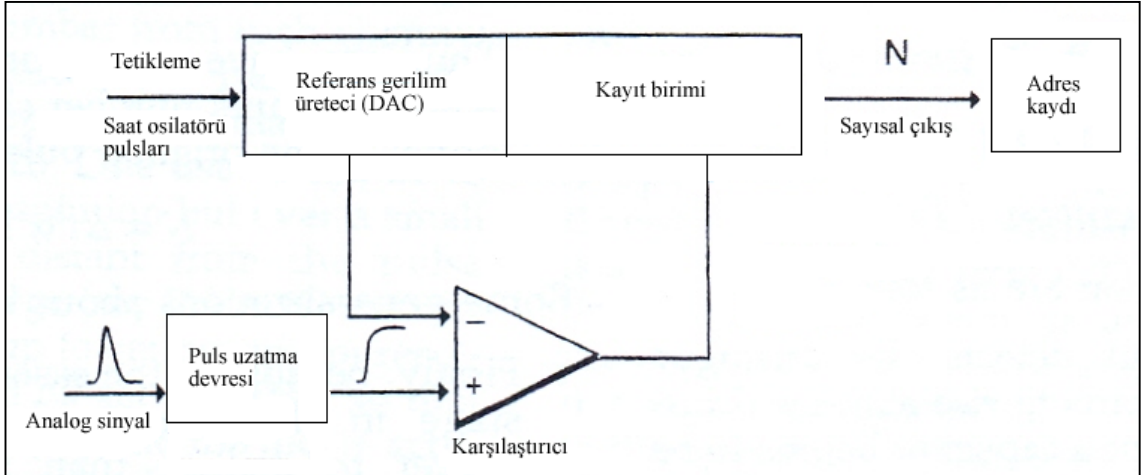 Tetikleme
Saat osilatörü
pulsları
Referans gerilim
üreteci (DAC)
Kayıt birimi
N
Sayısal çıkış
Adres
kaydı
Analog sinyal
Puls uzatma
devresi
−
+
Karşılaştırıcı